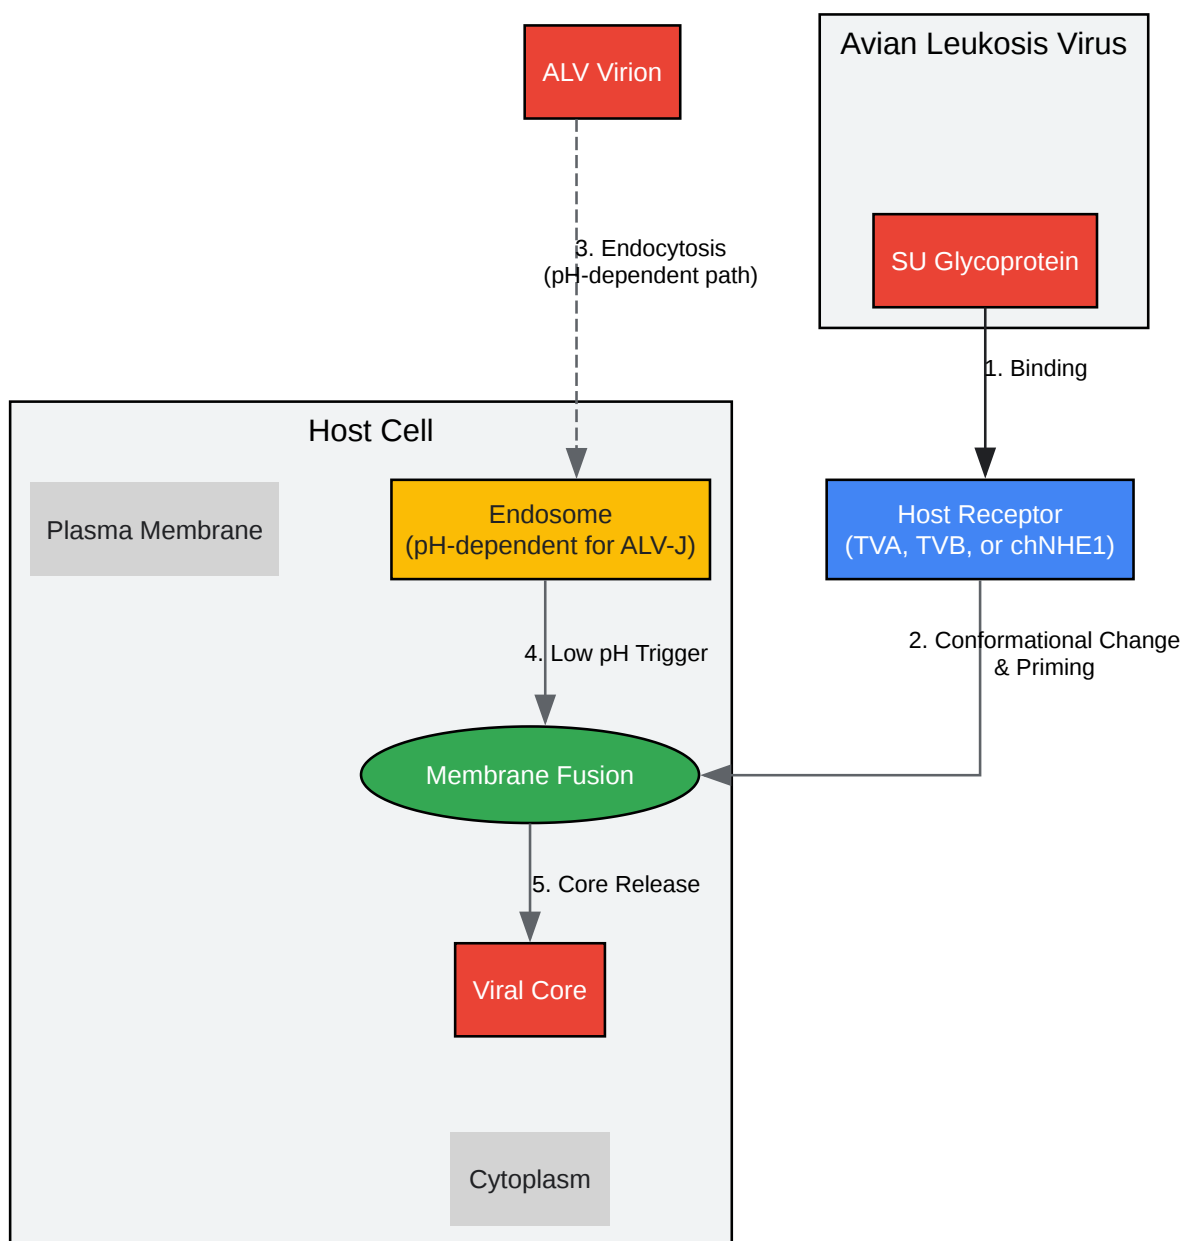 Avian Leukosis Virus
ALV Virion
SU Glycoprotein
3. Endocytosis
(pH-dependent path)
1. Binding
Host Cell
Plasma Membrane
Endosome
(pH-dependent for ALV-J)
Host Receptor
(TVA, TVB, or chNHE1)
4. Low pH Trigger
2. Conformational Change
& Priming
Membrane Fusion
5. Core Release
Viral Core
Cytoplasm